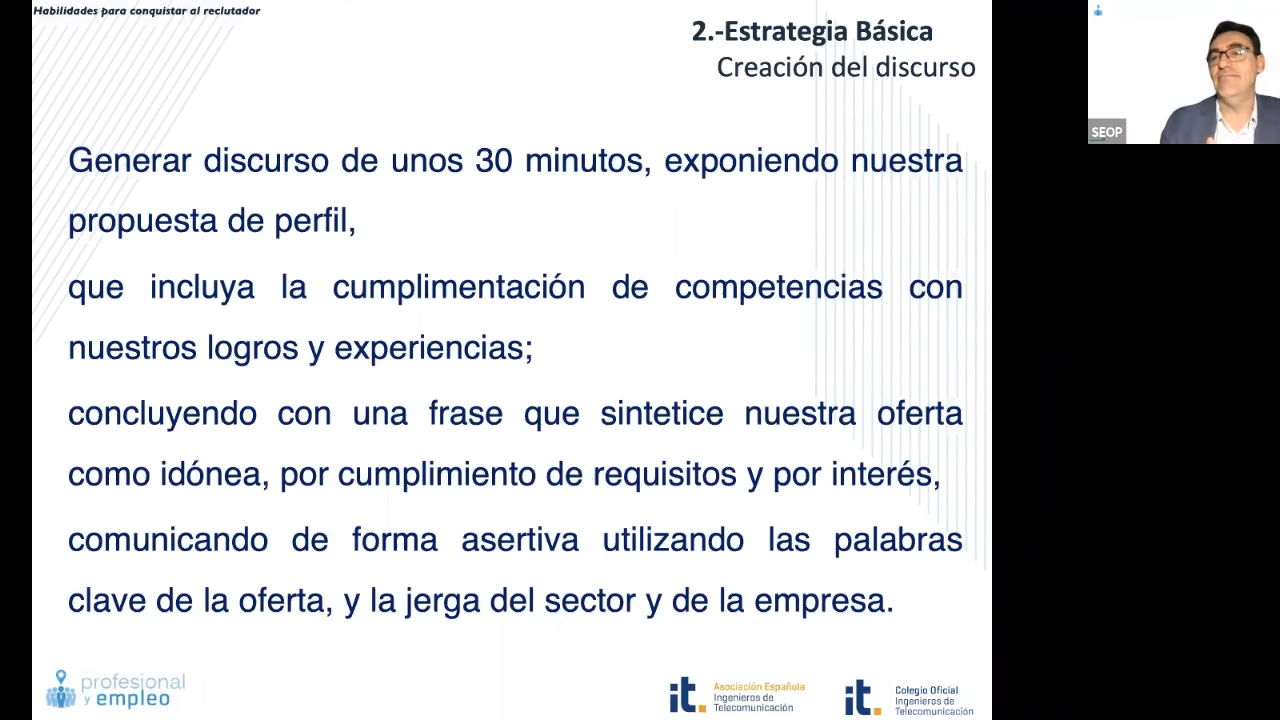 Habilidades para conquistar al reclutador
2.-Estrategia Básica
Creación del discurso
SEOP
Generar discurso de unos 30 minutos, exponiendo nuestra
propuesta de perfil,
que incluya la cumplimentación de competencias con
nuestros logros y experiencias;
concluyendo con una frase que sintetice nuestra oferta
como idónea, por cumplimiento de requisitos y por interés,
comunicando de forma asertiva utilizando las palabras
clave de la oferta, y la jerga del sector y de la empresa.
profesional
y empleo
it.
Asociación Española
Ingenieros de
Telecomunicación
it.
Colegio Oficial
Ingenieros de
Telecomunicación